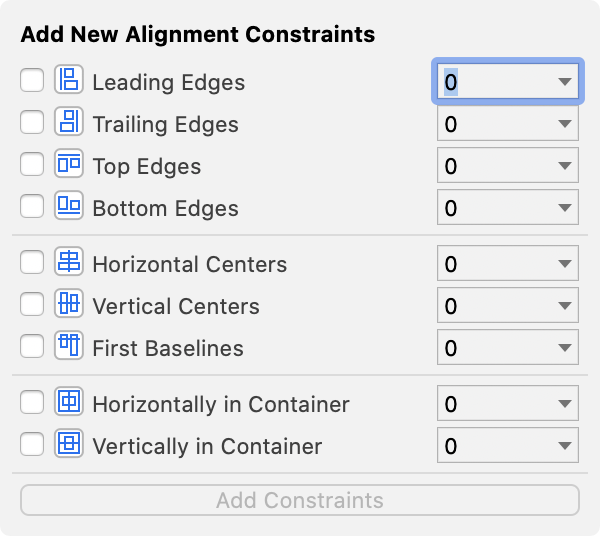 Add New Alignment Constraints
Leading Edges 0
Trailing Edges 0
Top Edges 0
Bottom Edges 0
Horizontal Centers 0
Vertical Centers 0
First Baselines 0
Horizontally in Container 0
Vertically in Container 0
Add Constraints